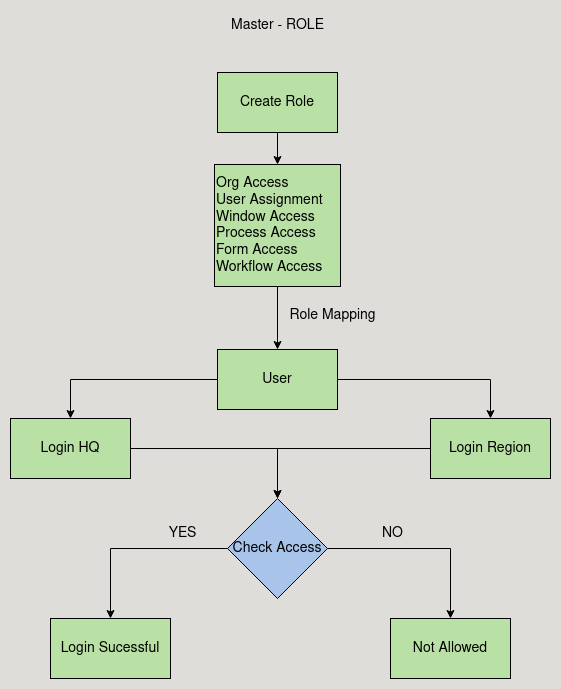 Master - ROLE
Create Role
Org Access
User Assignment
Window Access
Process Access
Form Access
Workflow Access
Role Mapping
User
Login HQ
Login Region
YES
NO
Check Access
Login Sucessful
Not Allowed